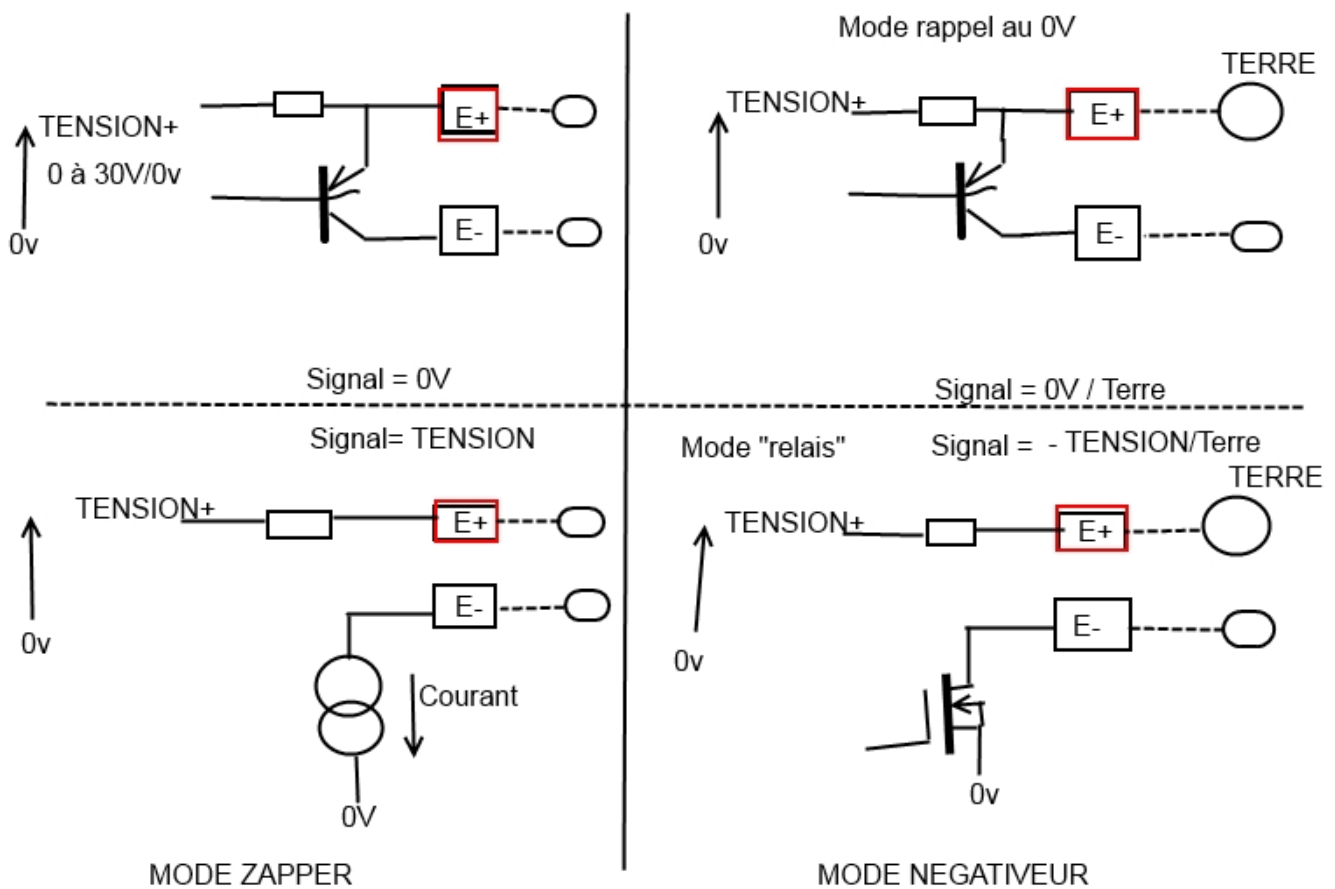 Mode rappel au 0V
TERRE
TENSION+
0 à 30V/0v
0v
E+
E-
TENSION+
0v
E+
E-
Signal = 0V
Signal = 0V / Terre
Signal= TENSION
Mode "relais"
Signal = - TENSION/Terre
TERRE
TENSION+
0v
E+
E-
Courant
0V
TENSION+
0v
E+
E-
0v
MODE ZAPPER
MODE NEGATIVEUR